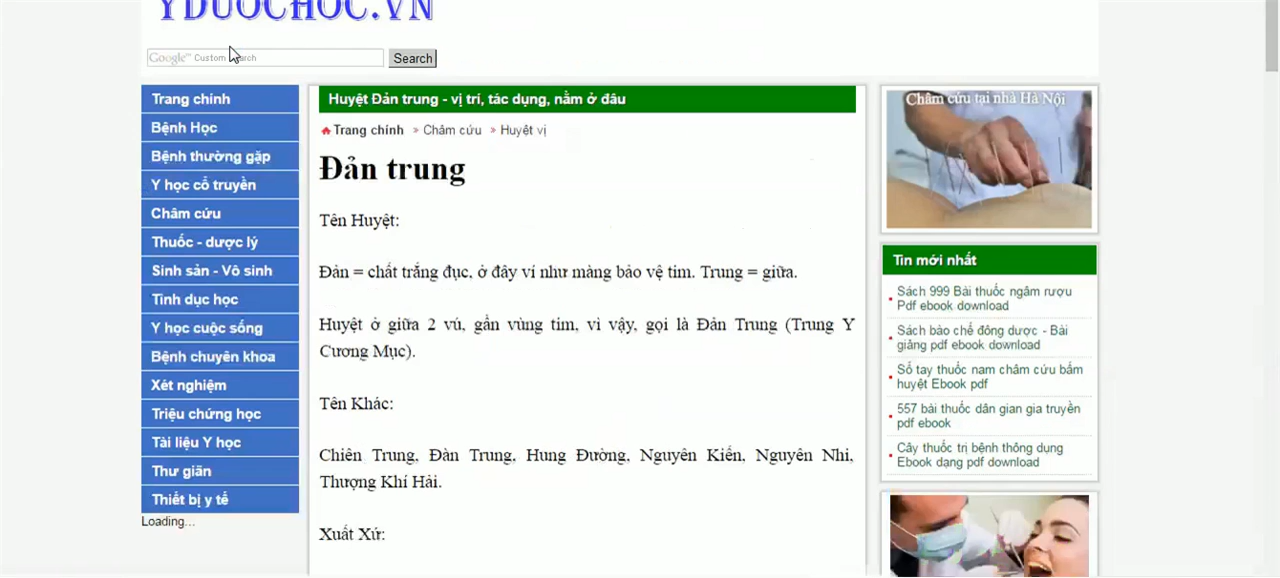 YDUOCHOC.VN
Google™ Custom Search
Search
Trang chính
Bệnh Học
Bệnh thường gặp
Y học cổ truyền
Châm cứu
Thuốc - dược lý
Sinh sản - Vô sinh
Tình dục học
Y học cuộc sống
Bệnh chuyên khoa
Xét nghiệm
Triệu chứng học
Tài liệu Y học
Thư giãn
Thiết bị y tế
Loading...
Huyệt Đản trung - vị trí, tác dụng, nằm ở đâu
Trang chính » Châm cứu » Huyệt vị
Đản trung
Tên Huyệt:
Đản = chất trắng đục, ở đây ví như màng bảo vệ tim. Trung = giữa.
Huyệt ở giữa 2 vú, gần vùng tim, vì vậy, gọi là Đản Trung (Trung Y
Cương Mục).
Tên Khác:
Chiên Trung, Đàn Trung, Hung Đường, Nguyên Kiến, Nguyên Nhi,
Thượng Khí Hải.
Xuất Xứ:
Châm cứu tại nhà Hà Nội
Tin mới nhất
Sách 999 Bài thuốc ngâm rượu
Pdf ebook download
Sách bào chế đông dược - Bài
giảng pdf ebook download
Sổ tay thuốc nam châm cứu bấm
huyệt Ebook pdf
557 bài thuốc dân gian gia truyền
pdf ebook
Cây thuốc trị bệnh thông dụng
Ebook dạng pdf download